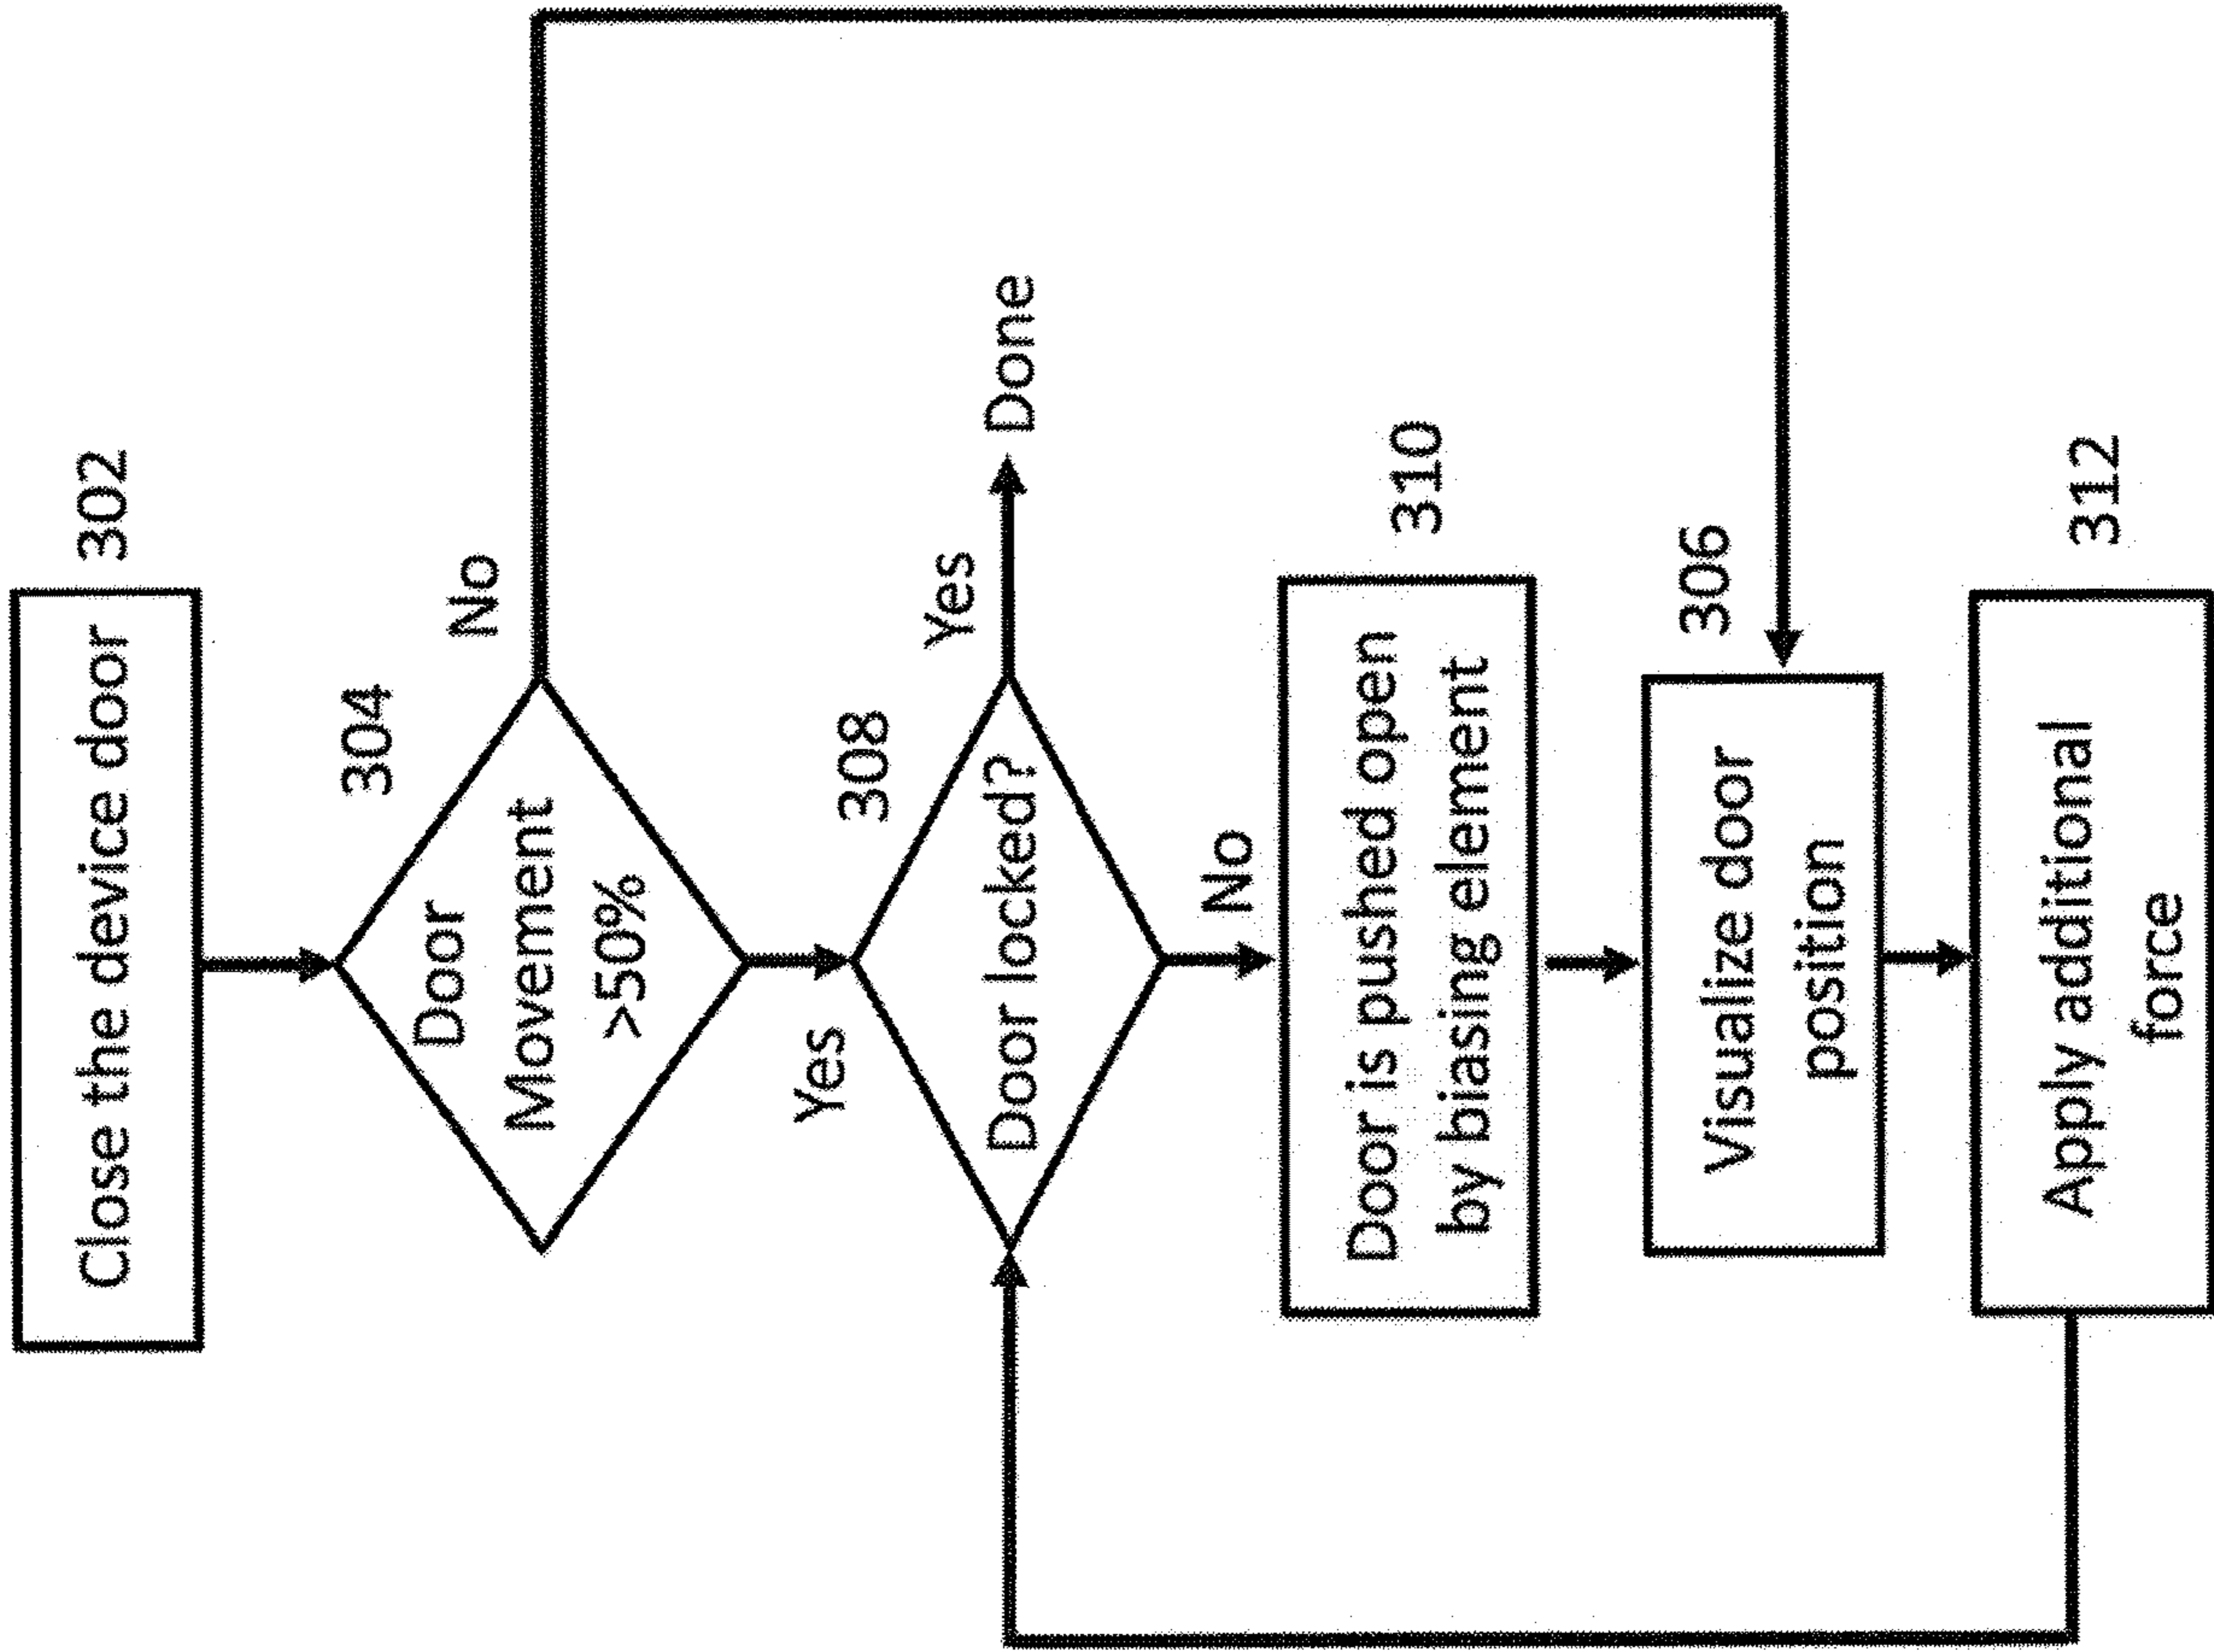 Close the device door
302
304
Door
Movement
>50%
No
Yes
308
Door locked?
Yes
Done
No
310
Door is pushed open
by biasing element
306
Visualize door
position
312
Apply additional
force